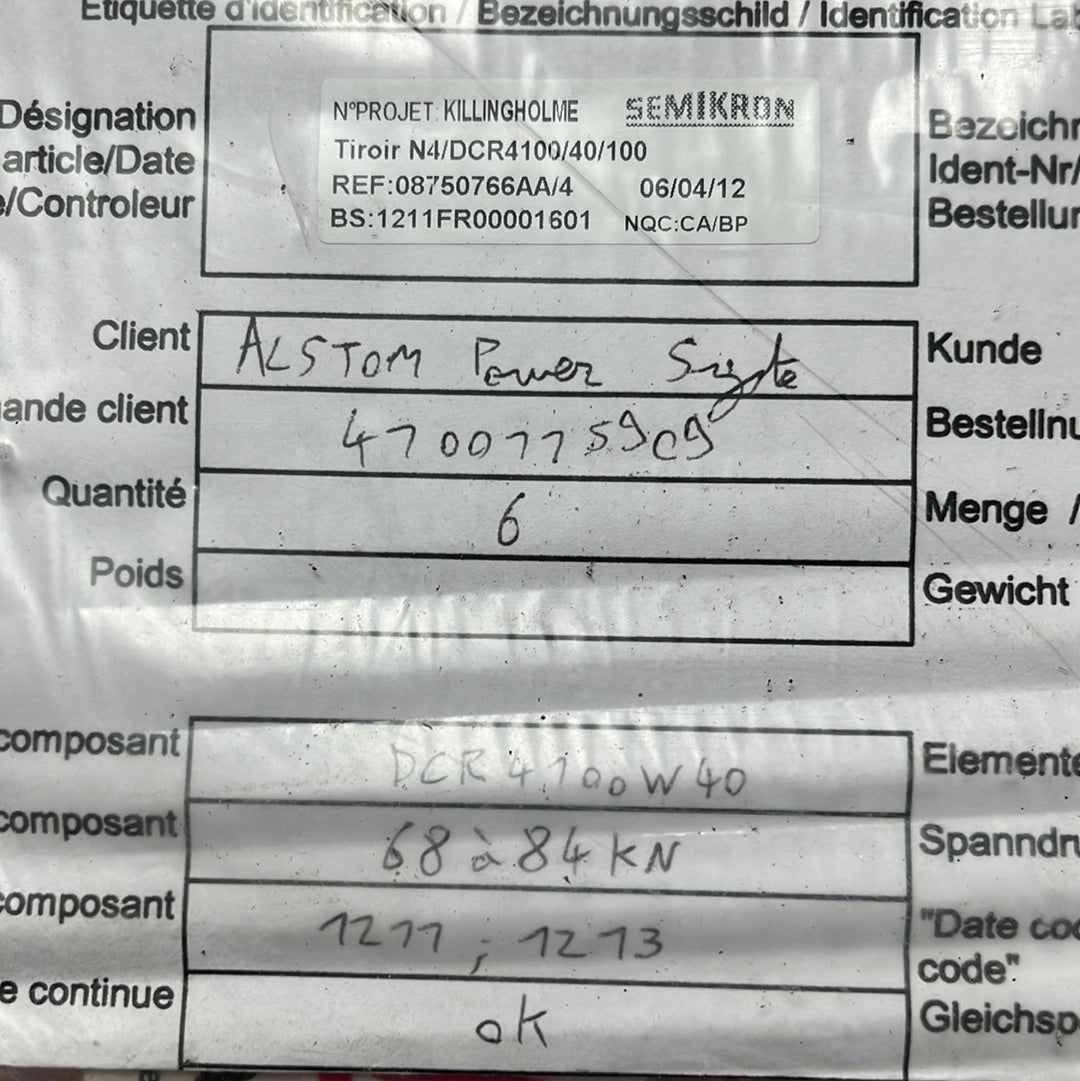 Etiquette d'identification / Bezeichnungsschild / Identification Lab
Désignation
article/Date
e/Controleur
N°PROJET: KILLINGHOLME SEMIKRON
Tiroir N4/DCR4100/40/100
REF:08750766AA/4 06/04/12
BS:1211FR00001601 NQC:CA/BP
Bezeichn
Ident-Nr/
Bestellun
Client ALSTOM Power Kunde
ande client 4700775909 Bestellnu
Quantité 6 Menge /
Poids Gewicht
composant DCR4100W40 Elemente
composant 68 à 84 KN Spanndru
composant 1211 ; 1213 "Date cod
code"
e continue ok Gleichsp